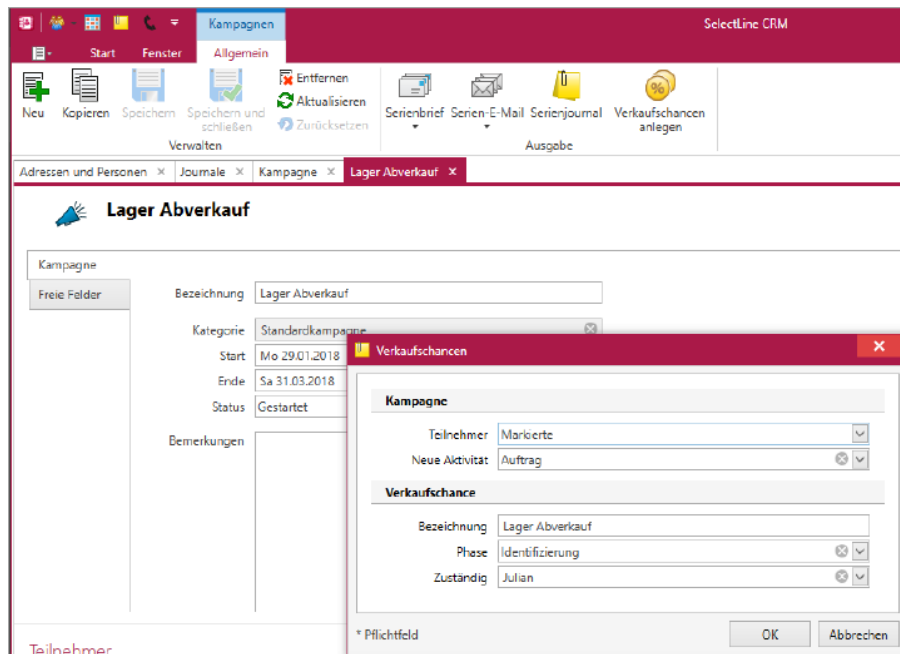 Kampagnen
SelectLine CRM
Start Fenster Allgemein
Neu
Kopieren
Speichern
Speichern und schließen
Entfernen
Aktualisieren
Zurücksetzen
Verwalten
Serienbrief
Serien-E-Mail
Serienjournal
Verkaufschancen anlegen
Ausgabe
Adressen und Personen × Journale × Kampagne × Lager Abverkauf ×
Lager Abverkauf
Kampagne
Freie Felder
Bezeichnung Lager Abverkauf
Kategorie Standardkampagne
Start Mo 29.01.2018
Ende Sa 31.03.2018
Status Gestartet
Bemerkungen
Verkaufschancen
Kampagne
Teilnehmer Markierte
Neue Aktivität Auftrag
Verkaufschance
Bezeichnung Lager Abverkauf
Phase Identifizierung
Zuständig Julian
* Pflichtfeld
OK Abbrechen
Teilnehmer